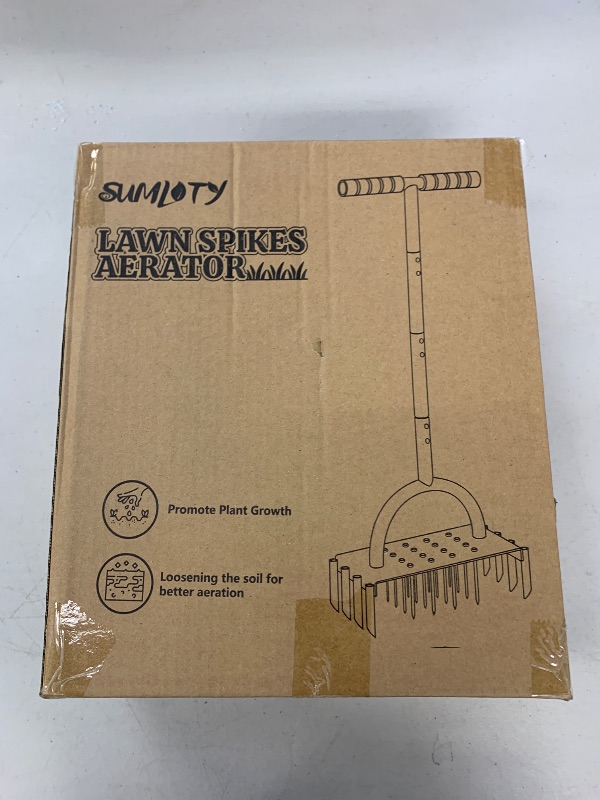 SUMLOTY
LAWN SPIKES
AERATOR
Promote Plant Growth
Loosening the soil for
better aeration